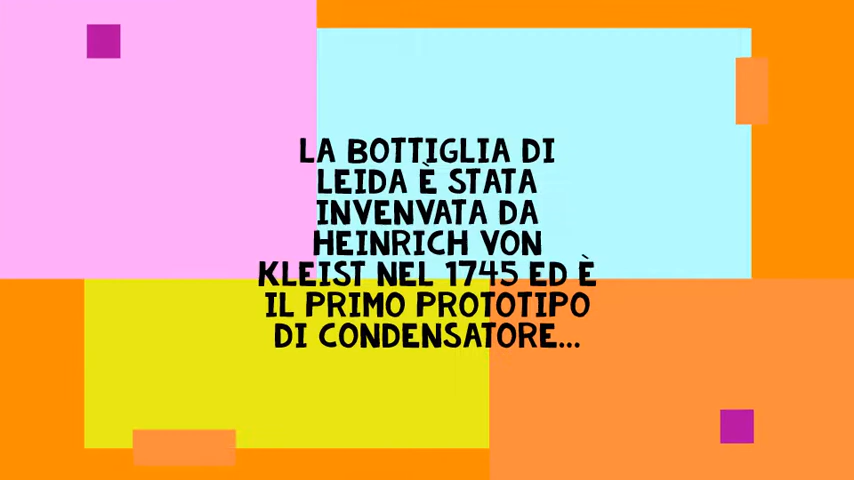 LA BOTTIGLIA DI
LEIDA È STATA
INVENVATA DA
HEINRICH VON
KLEIST NEL 1745 ED È
IL PRIMO PROTOTIPO
DI CONDENSATORE...